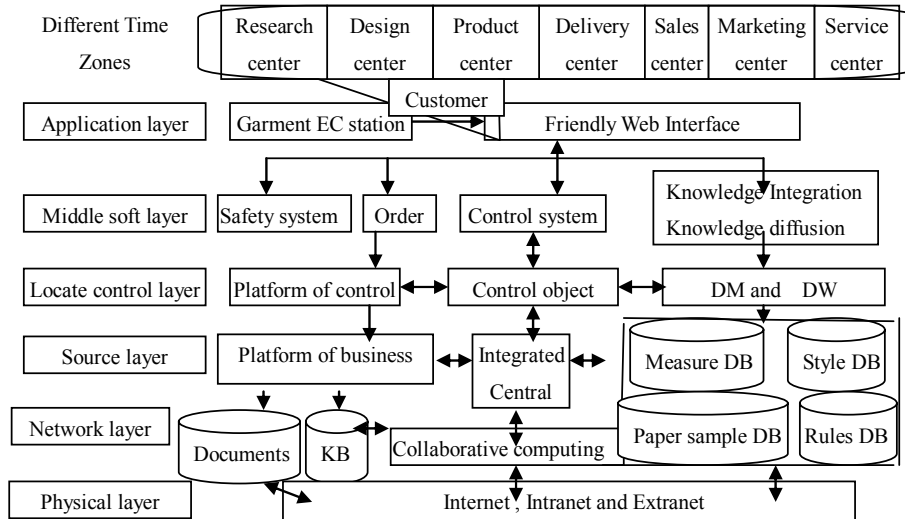 Different Time
Zones
Research
center
Design
center
Product
center
Delivery
center
Sales
center
Marketing
center
Service
center
Customer
Application layer
Garment EC station
Friendly Web Interface
Middle soft layer
Safety system
Order
Control system
Knowledge Integration
Knowledge diffusion
Locate control layer
Platform of control
Control object
DM and DW
Source layer
Platform of business
Integrated
Central
Measure DB
Style DB
Network layer
Documents
KB
Collaborative computing
Paper sample DB
Rules DB
Physical layer
Internet , Intranet and Extranet